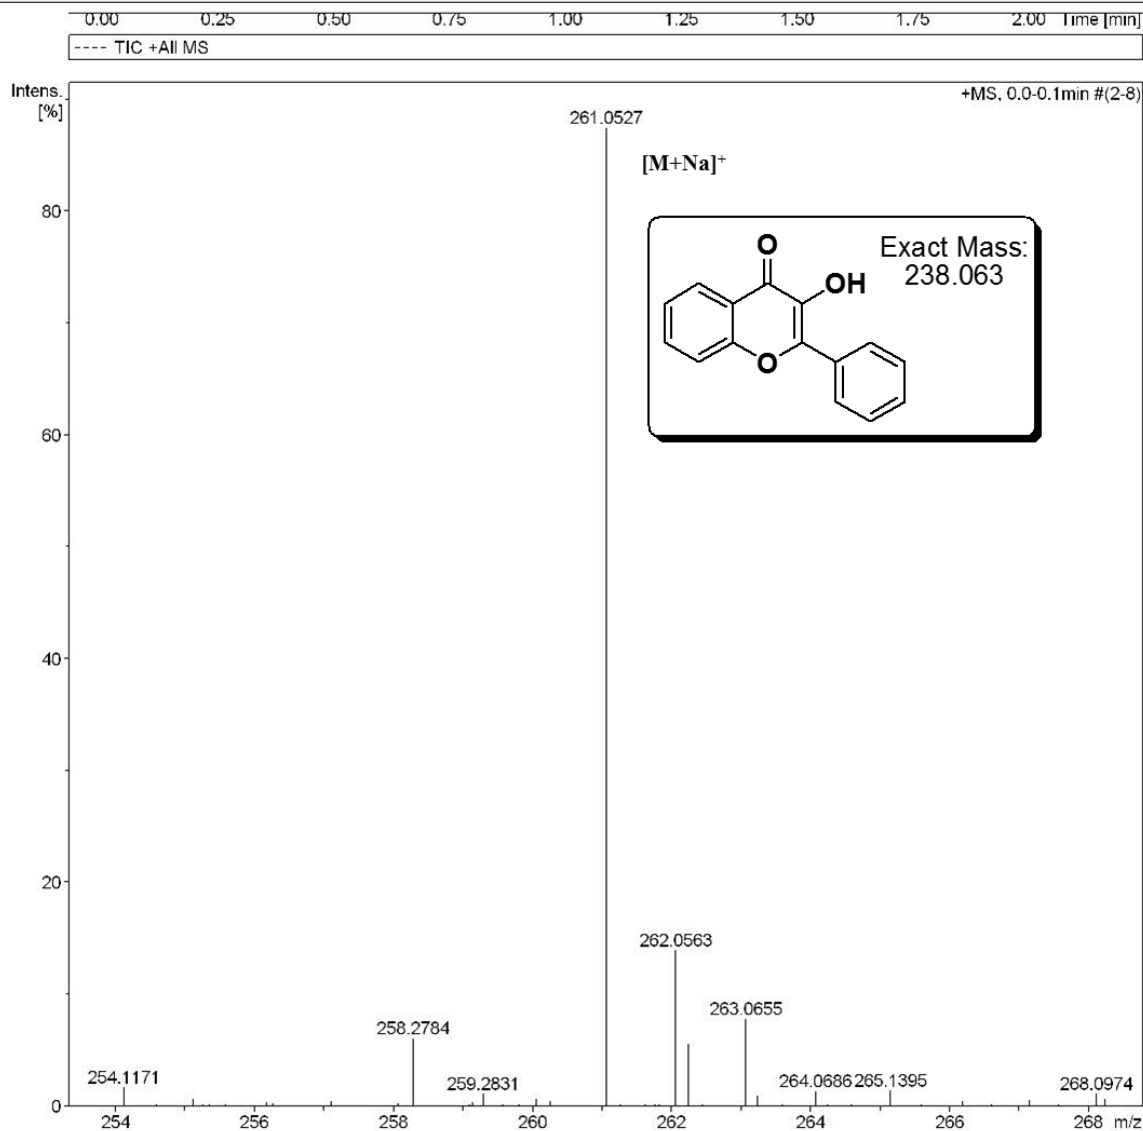 0.00 0.25 0.50 0.75 1.00 1.25 1.50 1.75 2.00 Time [min]
---- TIC +All MS
Intens.
[%]
+MS, 0.0-0.1min #(2-8)
261.0527
[M+Na]+
80
O
OH
O
Exact Mass:
238.063
60
40
20
262.0563
263.0655
258.2784
254.1171
259.2831
264.0686
265.1395
268.0974
0
254 256 258 260 262 264 266 268 m/z